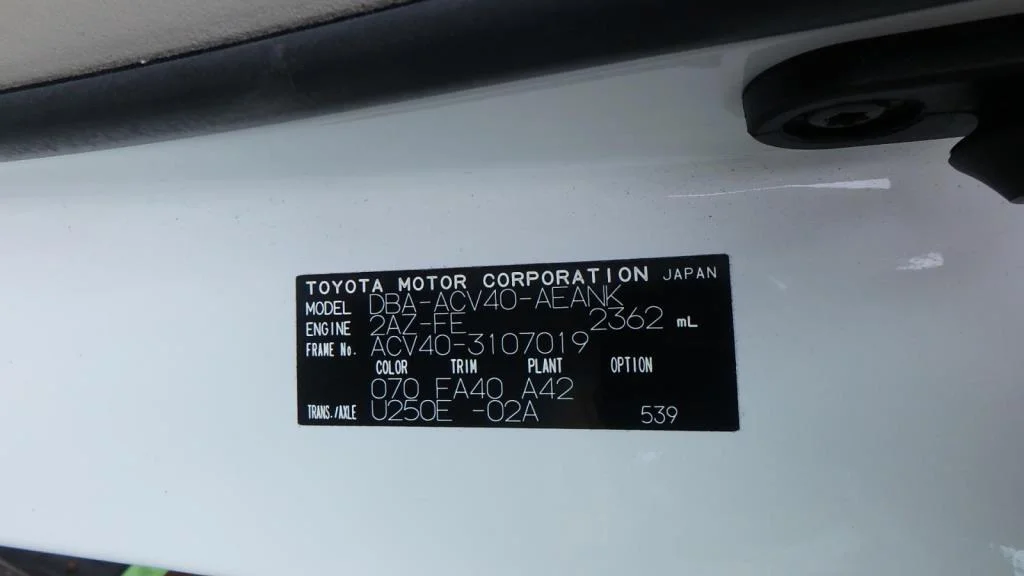 TOYOTA MOTOR CORPORATION JAPAN
MODEL DBA-ACV40-AEANK
ENGINE 2AZ-FE 2362 mL
FRAME No. ACV40-3107019
COLOR TRIM PLANT OPTION
070 FA40 A42
TRANS./AXLE U250E -02A 539